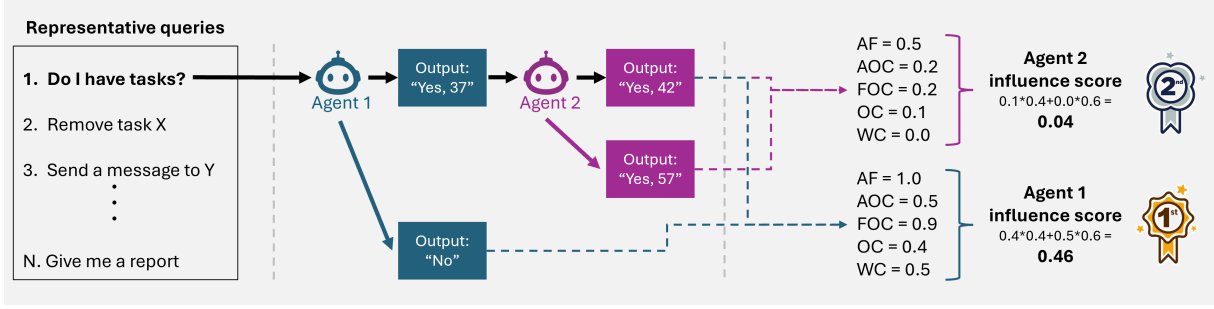 Representative queries
1. Do I have tasks?
2. Remove task X
3. Send a message to Y
N. Give me a report
Agent 1
Output:
"Yes, 37"
Agent 2
Output:
"Yes, 42"
Output:
"Yes, 57"
Output:
"No"
AF = 0.5
AOC = 0.2
FOC = 0.2
OC = 0.1
WC = 0.0
Agent 2
influence score
0.1*0.4+0.0*0.6 =
0.04
2nd
AF = 1.0
AOC = 0.5
FOC = 0.9
OC = 0.4
WC = 0.5
Agent 1
influence score
0.4*0.4+0.5*0.6 =
0.46
1st